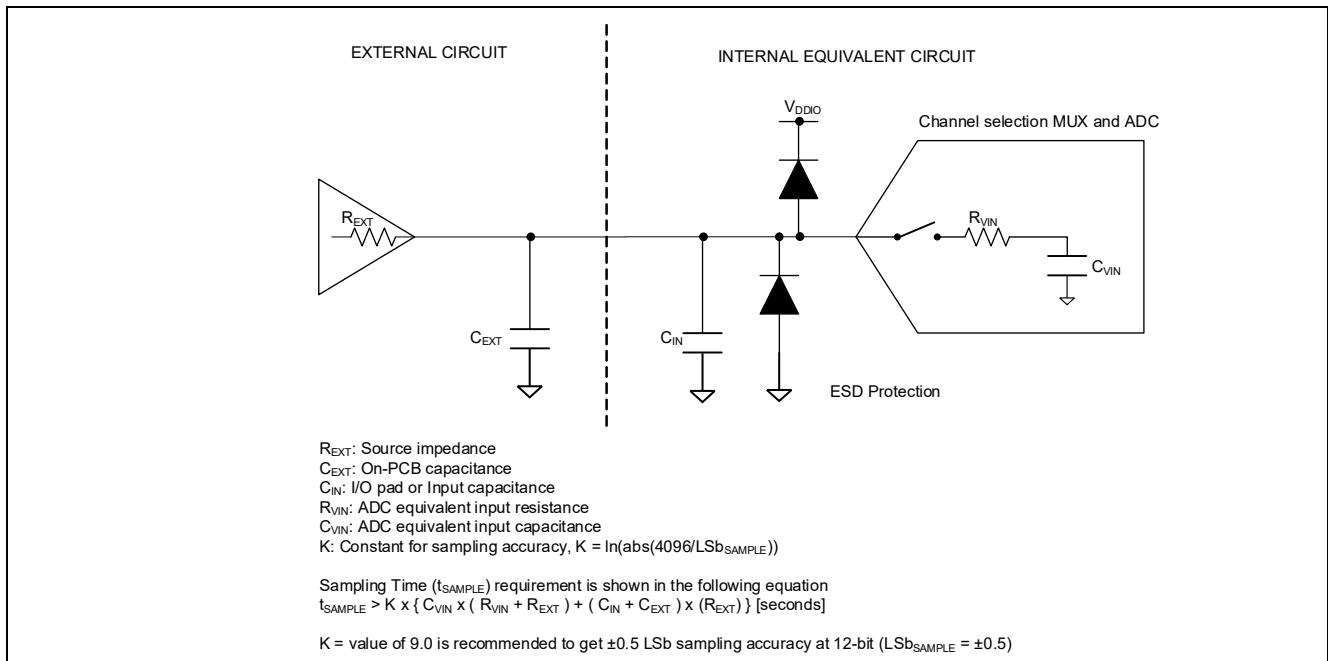 EXTERNAL CIRCUIT
INTERNAL EQUIVALENT CIRCUIT
VDDIO
Channel selection MUX and ADC
REXT
RVIN
CVIN
CEXT
CIN
ESD Protection
REXT: Source impedance
CEXT: On-PCB capacitance
CIN: I/O pad or Input capacitance
RVIN: ADC equivalent input resistance
CVIN: ADC equivalent input capacitance
K: Constant for sampling accuracy, K = ln(abs(4096/LSbSAMPLE))
Sampling Time (tSAMPLE) requirement is shown in the following equation
tSAMPLE > K x { CVIN x ( RVIN + REXT ) + ( CIN + CEXT ) x (REXT) } [seconds]
K = value of 9.0 is recommended to get ±0.5 LSb sampling accuracy at 12-bit (LSbSAMPLE = ±0.5)